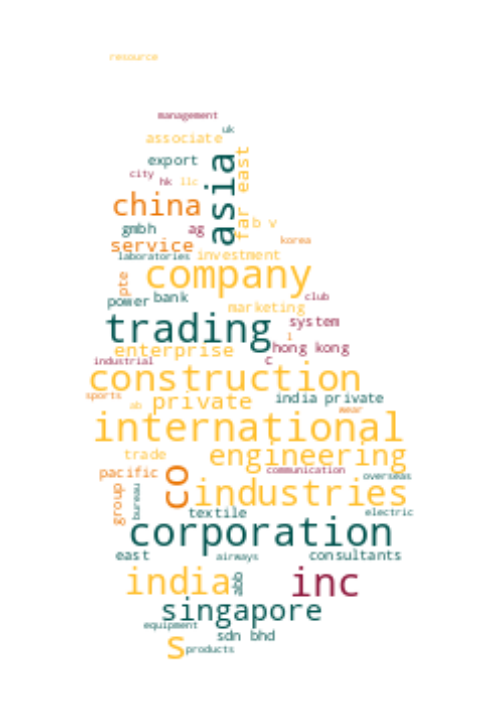 resource
management
uk
associate
export
asia
far east
city
hk
llc
china
gmbh
ag
b v
service
korea
laboratories
investment
company
pte
power
bank
club
marketing
trading
system
i
enterprise
hong kong
industrial
c
construction
sports
ab
private
india private
wear
international
trade
engineering
pacific
communication
co
overseas
group
bureau
industries
textile
electric
corporation
east
airways
consultants
india
abb
inc
singapore
equipment
sdn bhd
s
products